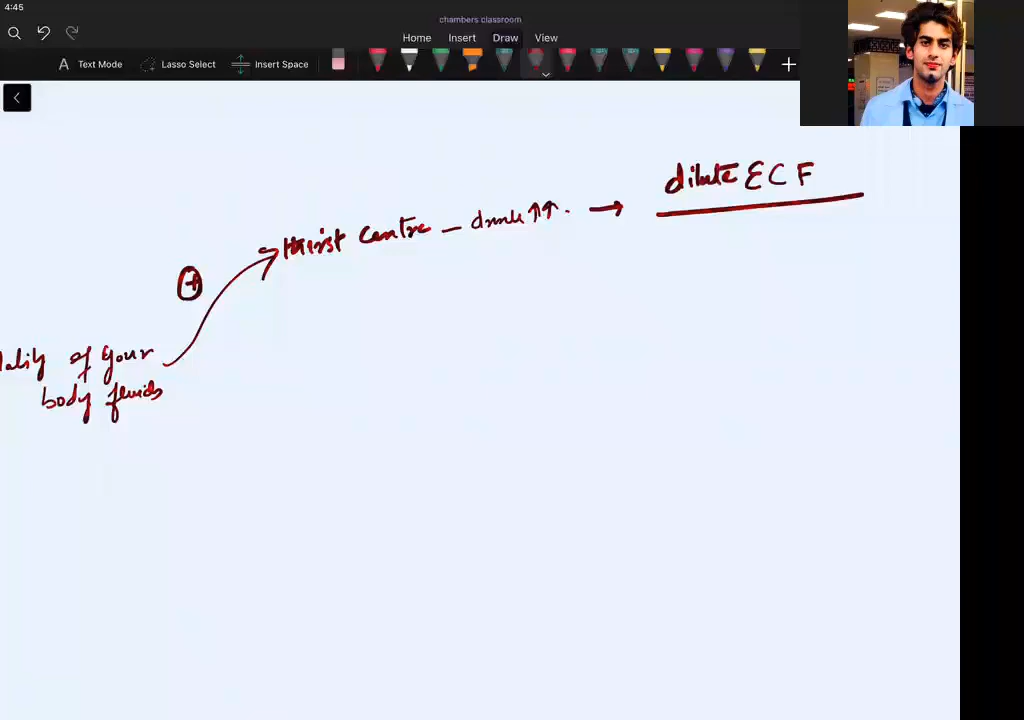 4:45
chambers classroom
Home Insert Draw View
Text Mode Lasso Select Insert Space
dilute ECF
thirst centre - drink ↑↑. →
+
of your
body fluids